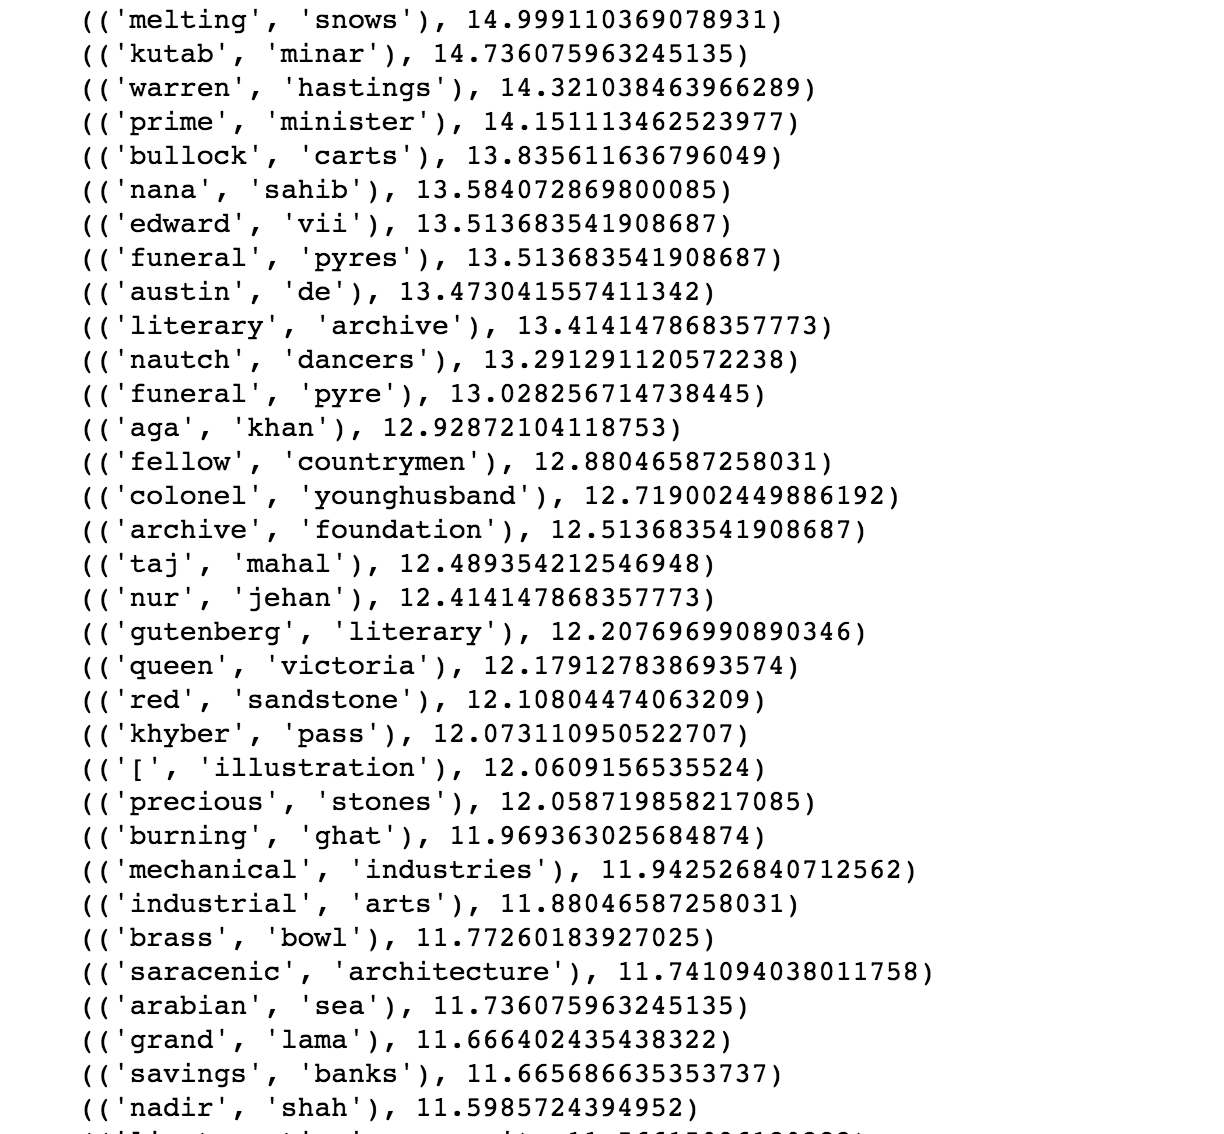 (('melting', 'snows'), 14.999110369078931)
(('kutab', 'minar'), 14.736075963245135)
(('warren', 'hastings'), 14.321038463966289)
(('prime', 'minister'), 14.151113462523977)
(('bullock', 'carts'), 13.835611636796049)
(('nana', 'sahib'), 13.584072869800085)
(('edward', 'vii'), 13.513683541908687)
(('funeral', 'pyres'), 13.513683541908687)
(('austin', 'de'), 13.473041557411342)
(('literary', 'archive'), 13.414147868357773)
(('nautch', 'dancers'), 13.291291120572238)
(('funeral', 'pyre'), 13.028256714738445)
(('aga', 'khan'), 12.92872104118753)
(('fellow', 'countrymen'), 12.88046587258031)
(('colonel', 'younghusband'), 12.719002449886192)
(('archive', 'foundation'), 12.513683541908687)
(('taj', 'mahal'), 12.489354212546948)
(('nur', 'jehan'), 12.414147868357773)
(('gutenberg', 'literary'), 12.207696990890346)
(('queen', 'victoria'), 12.179127838693574)
(('red', 'sandstone'), 12.10804474063209)
(('khyber', 'pass'), 12.073110950522707)
(('[', 'illustration'), 12.0609156535524)
(('precious', 'stones'), 12.058719858217085)
(('burning', 'ghat'), 11.969363025684874)
(('mechanical', 'industries'), 11.942526840712562)
(('industrial', 'arts'), 11.88046587258031)
(('brass', 'bowl'), 11.77260183927025)
(('saracenic', 'architecture'), 11.741094038011758)
(('arabian', 'sea'), 11.736075963245135)
(('grand', 'lama'), 11.666402435438322)
(('savings', 'banks'), 11.665686635353737)
(('nadir', 'shah'), 11.5985724394952)